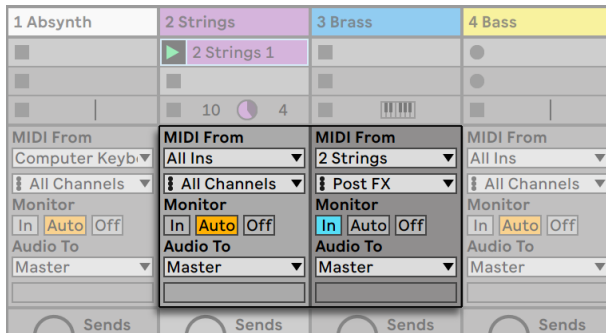 1 Absynth
2 Strings
3 Brass
4 Bass
2 Strings 1
10 4
MIDI From
Computer Keyb
All Channels
Monitor
In Auto Off
Audio To
Master
Sends
MIDI From
All Ins
All Channels
Monitor
In Auto Off
Audio To
Master
Sends
MIDI From
2 Strings
Post FX
Monitor
In Auto Off
Audio To
Master
Sends
MIDI From
All Ins
All Channels
Monitor
In Auto Off
Audio To
Master
Sends